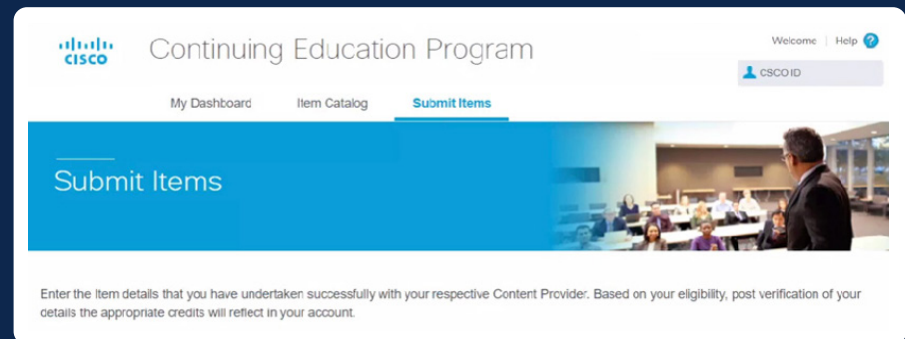 CISCO
Continuing Education Program
Welcome | Help ?
CSCO ID
My Dashboard Item Catalog Submit Items
Submit Items
Enter the Item details that you have undertaken successfully with your respective Content Provider. Based on your eligibility, post verification of your
details the appropriate credits will reflect in your account.